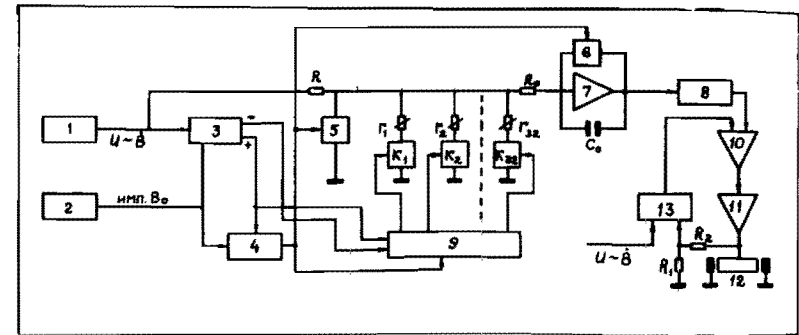 6
R
R₀
7
8
1
U~B
3
-
+
5
r₁
r₂
r₃₂
C₀
10
K₁
K₂
K₃₂
2
имп. B₀
4
9
13
11
R₂
U~Ḃ
R₁
12